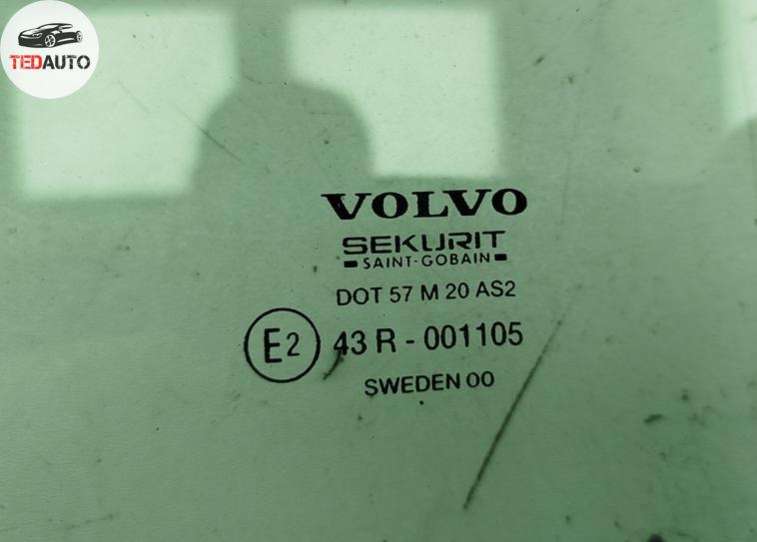 TEDAUTO
VOLVO
SEKURIT
SAINT-GOBAIN
DOT 57 M 20 AS2
E2 43 R - 001105
SWEDEN 00